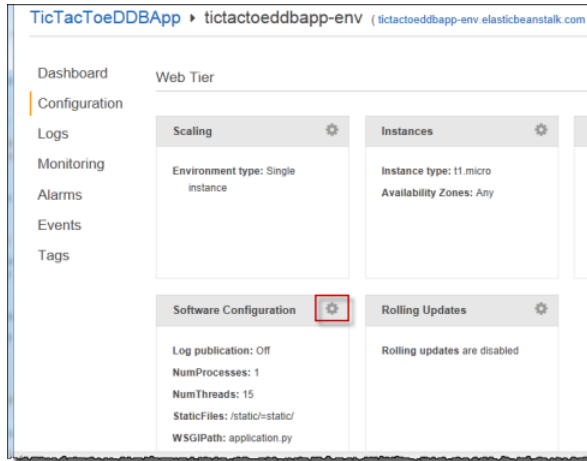 TicTacToeDDBApp ▸ tictactoeddbapp-env ( tictactoeddbapp-env.elasticbeanstalk.com
Dashboard
Configuration
Logs
Monitoring
Alarms
Events
Tags
Web Tier
Scaling
Environment type: Single
instance
Instances
Instance type: t1.micro
Availability Zones: Any
Software Configuration
Log publication: Off
NumProcesses: 1
NumThreads: 15
StaticFiles: /static/=static/
WSGIPath: application.py
Rolling Updates
Rolling updates are disabled